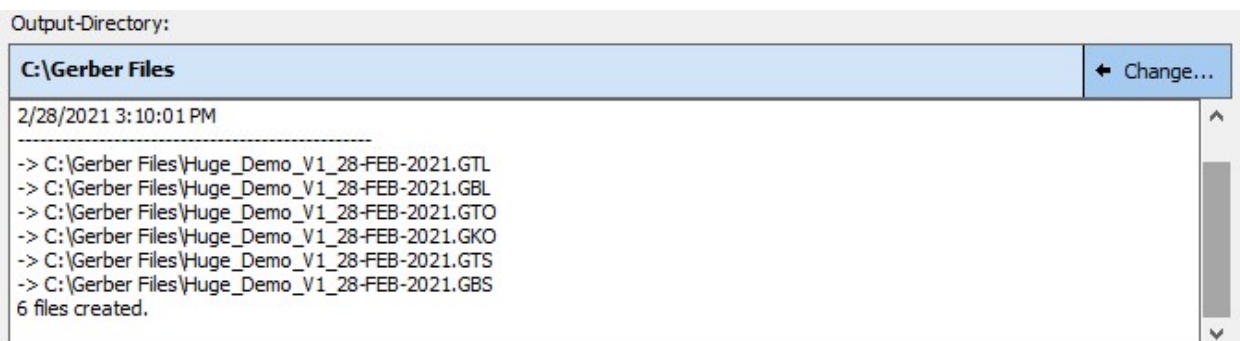 Output-Directory:
C:\Gerber Files
Change...
2/28/2021 3:10:01 PM
------------------------------------------------
-> C:\Gerber Files\Huge_Demo_V1_28-FEB-2021.GTL
-> C:\Gerber Files\Huge_Demo_V1_28-FEB-2021.GBL
-> C:\Gerber Files\Huge_Demo_V1_28-FEB-2021.GTO
-> C:\Gerber Files\Huge_Demo_V1_28-FEB-2021.GKO
-> C:\Gerber Files\Huge_Demo_V1_28-FEB-2021.GTS
-> C:\Gerber Files\Huge_Demo_V1_28-FEB-2021.GBS
6 files created.